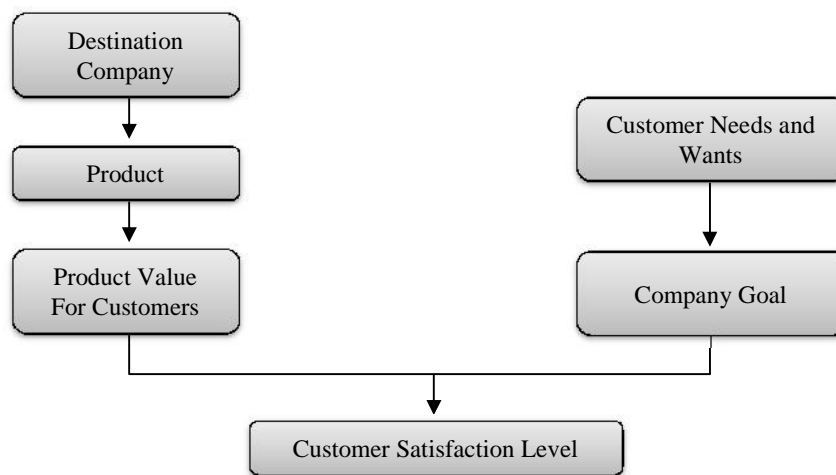 Destination
Company
Product
Product Value
For Customers
Customer Needs and
Wants
Company Goal
Customer Satisfaction Level